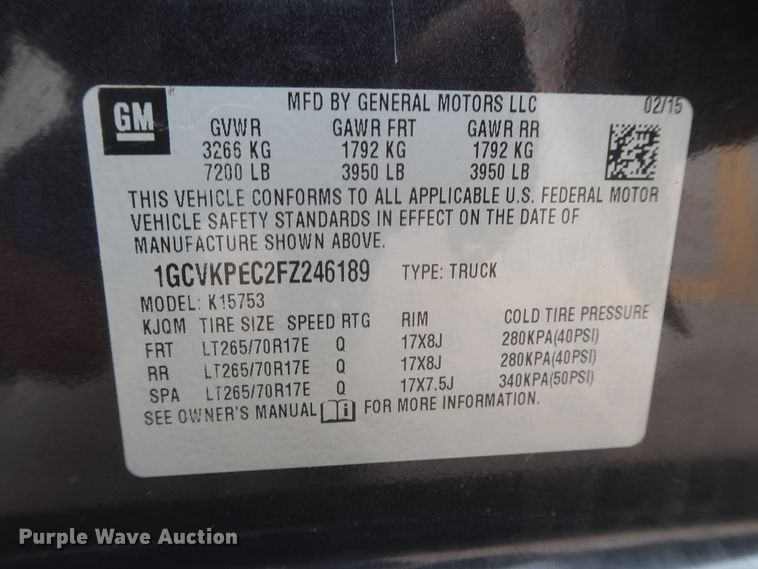 GM
MFD BY GENERAL MOTORS LLC 02/15
GVWR GAWR FRT GAWR RR
3266 KG 1792 KG 1792 KG
7200 LB 3950 LB 3950 LB
THIS VEHICLE CONFORMS TO ALL APPLICABLE U.S. FEDERAL MOTOR
VEHICLE SAFETY STANDARDS IN EFFECT ON THE DATE OF
MANUFACTURE SHOWN ABOVE.
1GCVKPEC2FZ246189 TYPE: TRUCK
MODEL: K15753
KJQM TIRE SIZE SPEED RTG RIM COLD TIRE PRESSURE
FRT LT265/70R17E Q 17X8J 280KPA(40PSI)
RR LT265/70R17E Q 17X8J 280KPA(40PSI)
SPA LT265/70R17E Q 17X7.5J 340KPA(50PSI)
SEE OWNER'S MANUAL i FOR MORE INFORMATION.
Purple Wave Auction